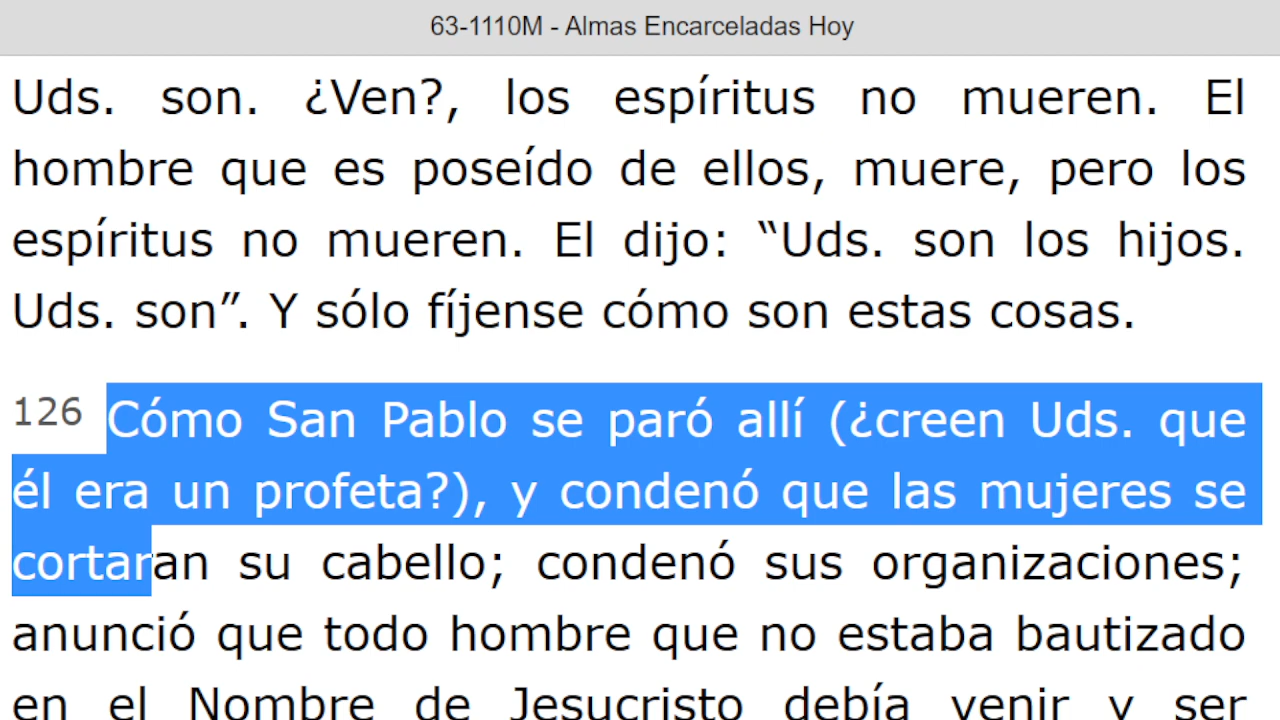 63-1110M - Almas Encarceladas Hoy
Uds. son. ¿Ven?, los espíritus no mueren. El
hombre que es poseído de ellos, muere, pero los
espíritus no mueren. El dijo: “Uds. son los hijos.
Uds. son”. Y sólo fíjense cómo son estas cosas.
126 Cómo San Pablo se paró allí (¿creen Uds. que
él era un profeta?), y condenó que las mujeres se
cortaran su cabello; condenó sus organizaciones;
anunció que todo hombre que no estaba bautizado
en el Nombre de Jesucristo debía venir y ser